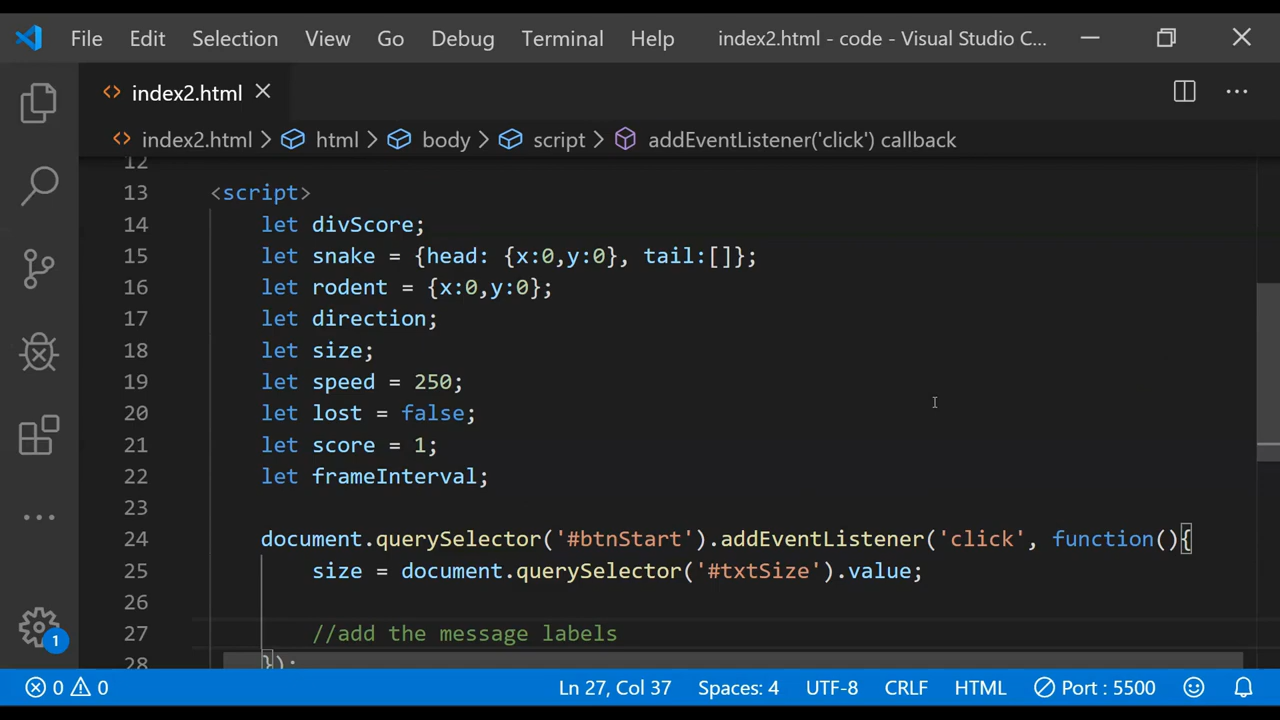 File Edit Selection View Go Debug Terminal Help index2.html - code - Visual Studio C...
index2.html
index2.html > html > body > script > addEventListener('click') callback
12
13 <script>
14 let divScore;
15 let snake = {head: {x:0,y:0}, tail:[]};
16 let rodent = {x:0,y:0};
17 let direction;
18 let size;
19 let speed = 250;
20 let lost = false;
21 let score = 1;
22 let frameInterval;
23
24 document.querySelector('#btnStart').addEventListener('click', function(){
25 size = document.querySelector('#txtSize').value;
26
27 //add the message labels
28 });
1
0 0 Ln 27, Col 37 Spaces: 4 UTF-8 CRLF HTML Port : 5500